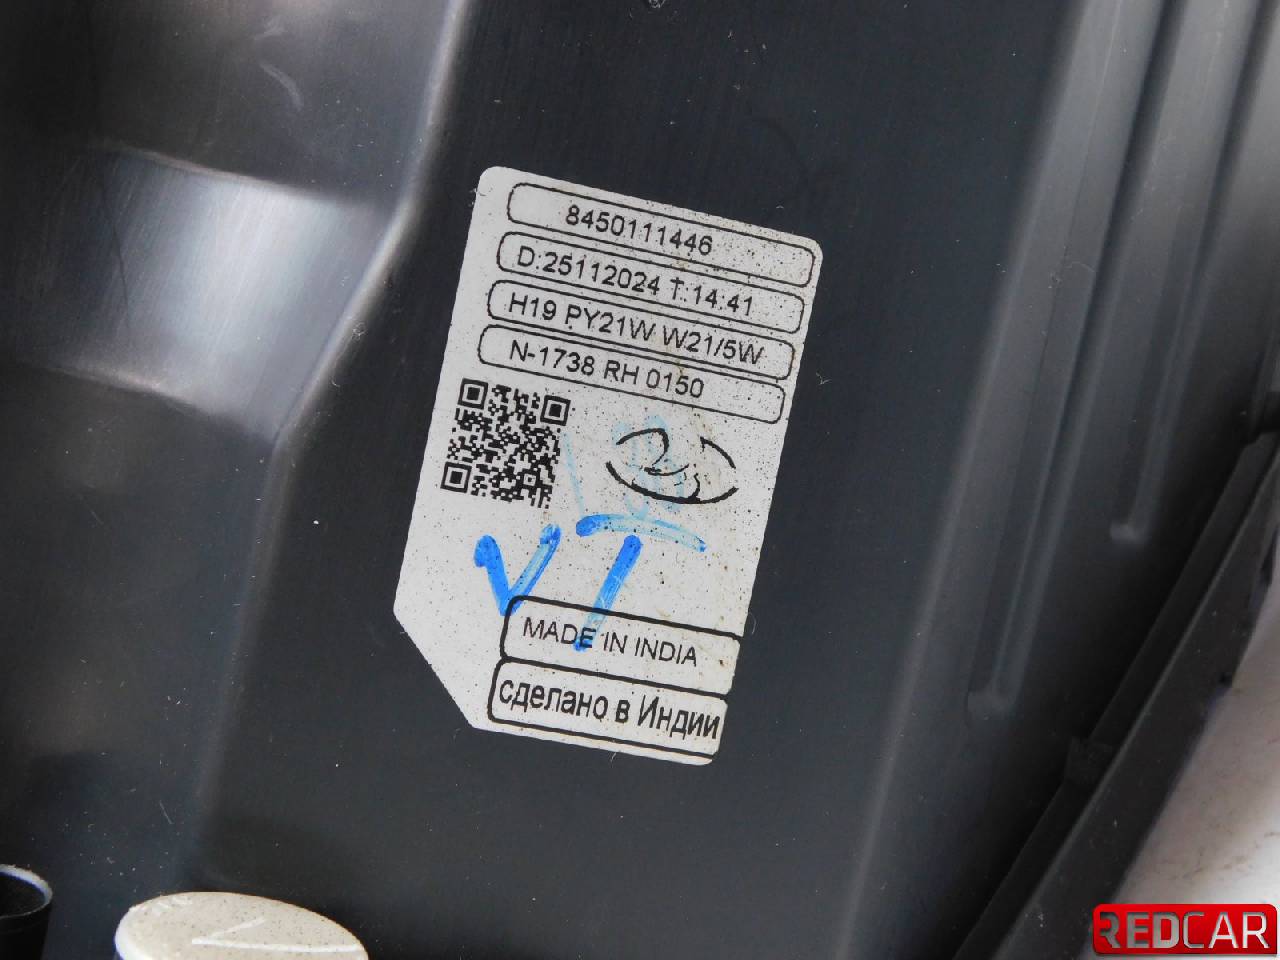 8450111446
D:25112024 T:14:41
H19 PY21W W21/5W
N-1738 RH 0150
VT
MADE IN INDIA
сделано в Индии
REDCAR